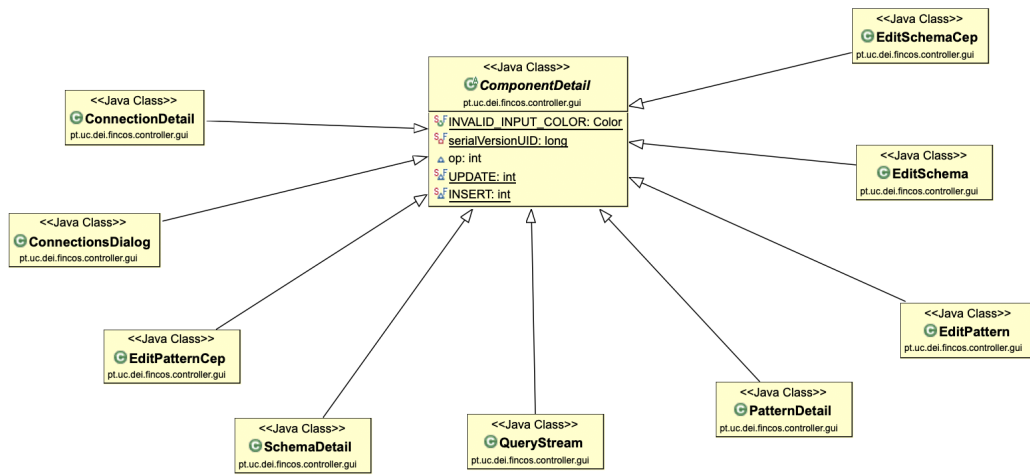 <<Java Class>>
EditSchemaCep
pt.uc.dei.fincos.controller.gui
<<Java Class>>
ComponentDetail
pt.uc.dei.fincos.controller.gui
INVALID_INPUT_COLOR: Color
serialVersionUID: long
op: int
UPDATE: int
INSERT: int
<<Java Class>>
ConnectionDetail
pt.uc.dei.fincos.controller.gui
<<Java Class>>
EditSchema
pt.uc.dei.fincos.controller.gui
<<Java Class>>
ConnectionsDialog
pt.uc.dei.fincos.controller.gui
<<Java Class>>
EditPattern
pt.uc.dei.fincos.controller.gui
<<Java Class>>
EditPatternCep
pt.uc.dei.fincos.controller.gui
<<Java Class>>
PatternDetail
pt.uc.dei.fincos.controller.gui
<<Java Class>>
SchemaDetail
pt.uc.dei.fincos.controller.gui
<<Java Class>>
QueryStream
pt.uc.dei.fincos.controller.gui